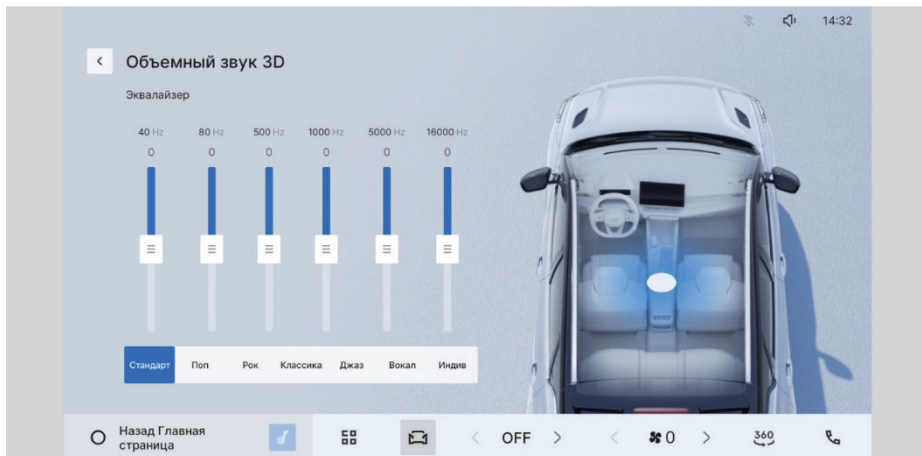 14:32
Объемный звук 3D
Эквалайзер
40 Hz 80 Hz 500 Hz 1000 Hz 5000 Hz 16000 Hz
0 0 0 0 0 0
Стандарт Поп Рок Классика Джаз Вокал Индив
Назад Главная
страница
OFF 0 360